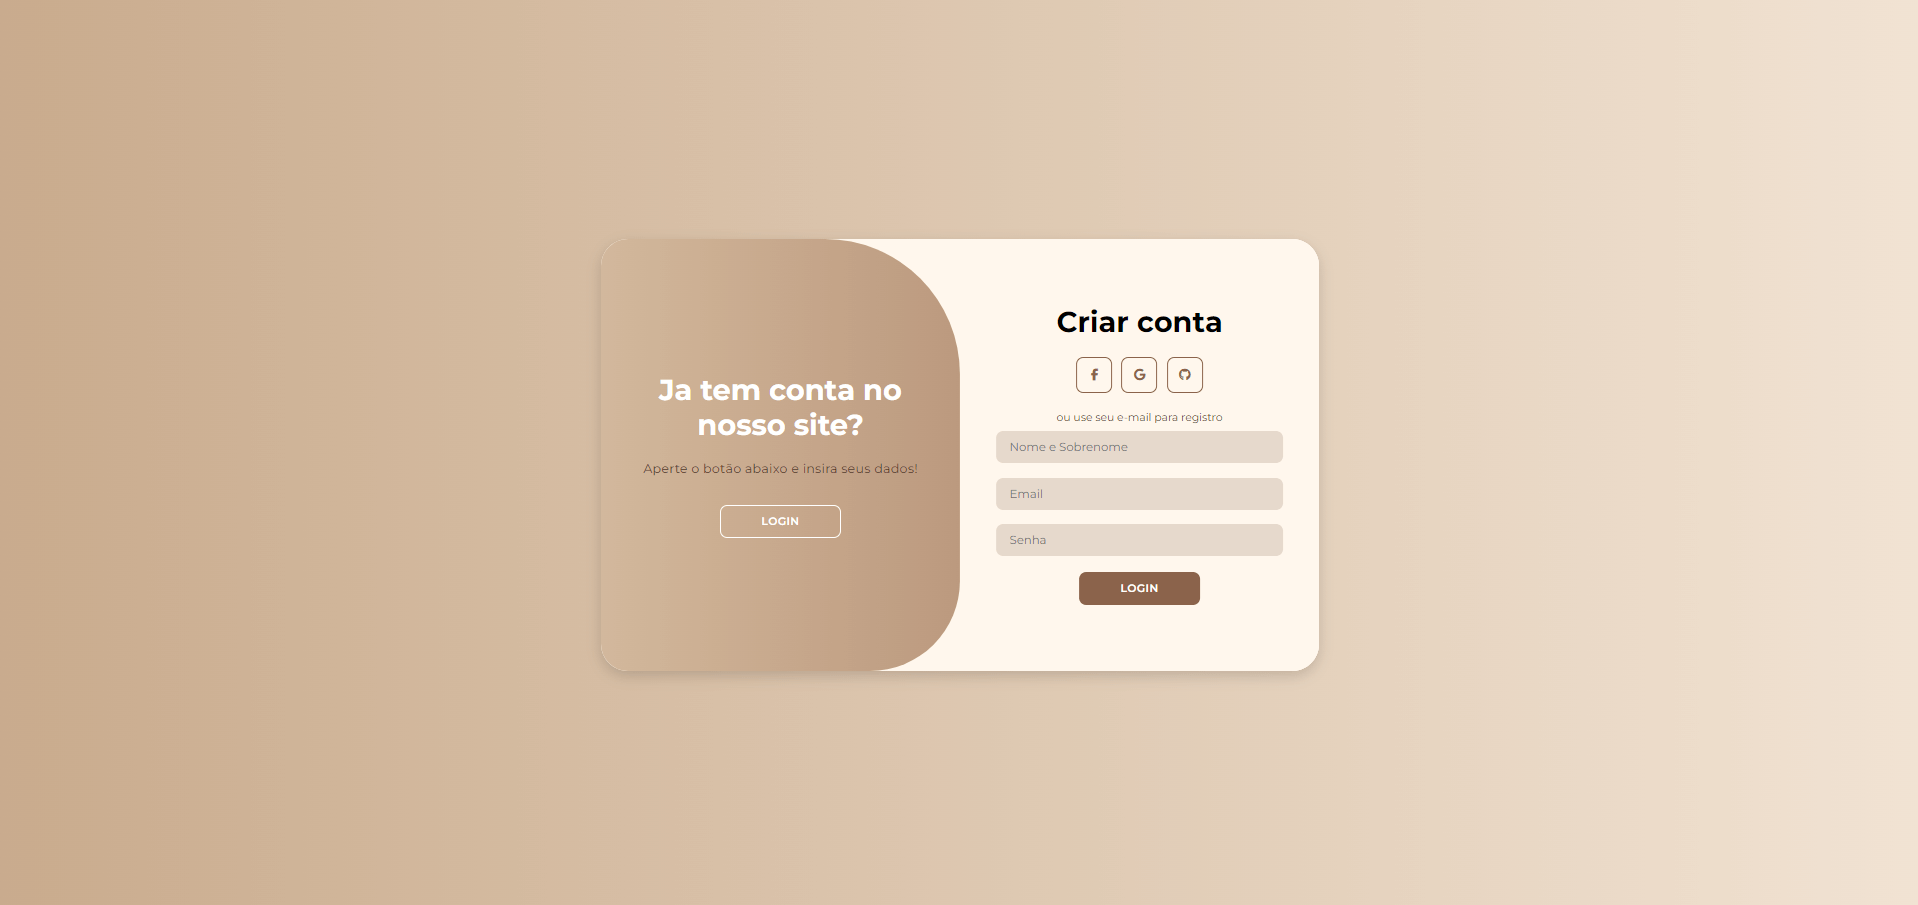 Ja tem conta no
nosso site?
Aperte o botão abaixo e insira seus dados!
LOGIN
Criar conta
ou use seu e-mail para registro
Nome e Sobrenome
Email
Senha
LOGIN